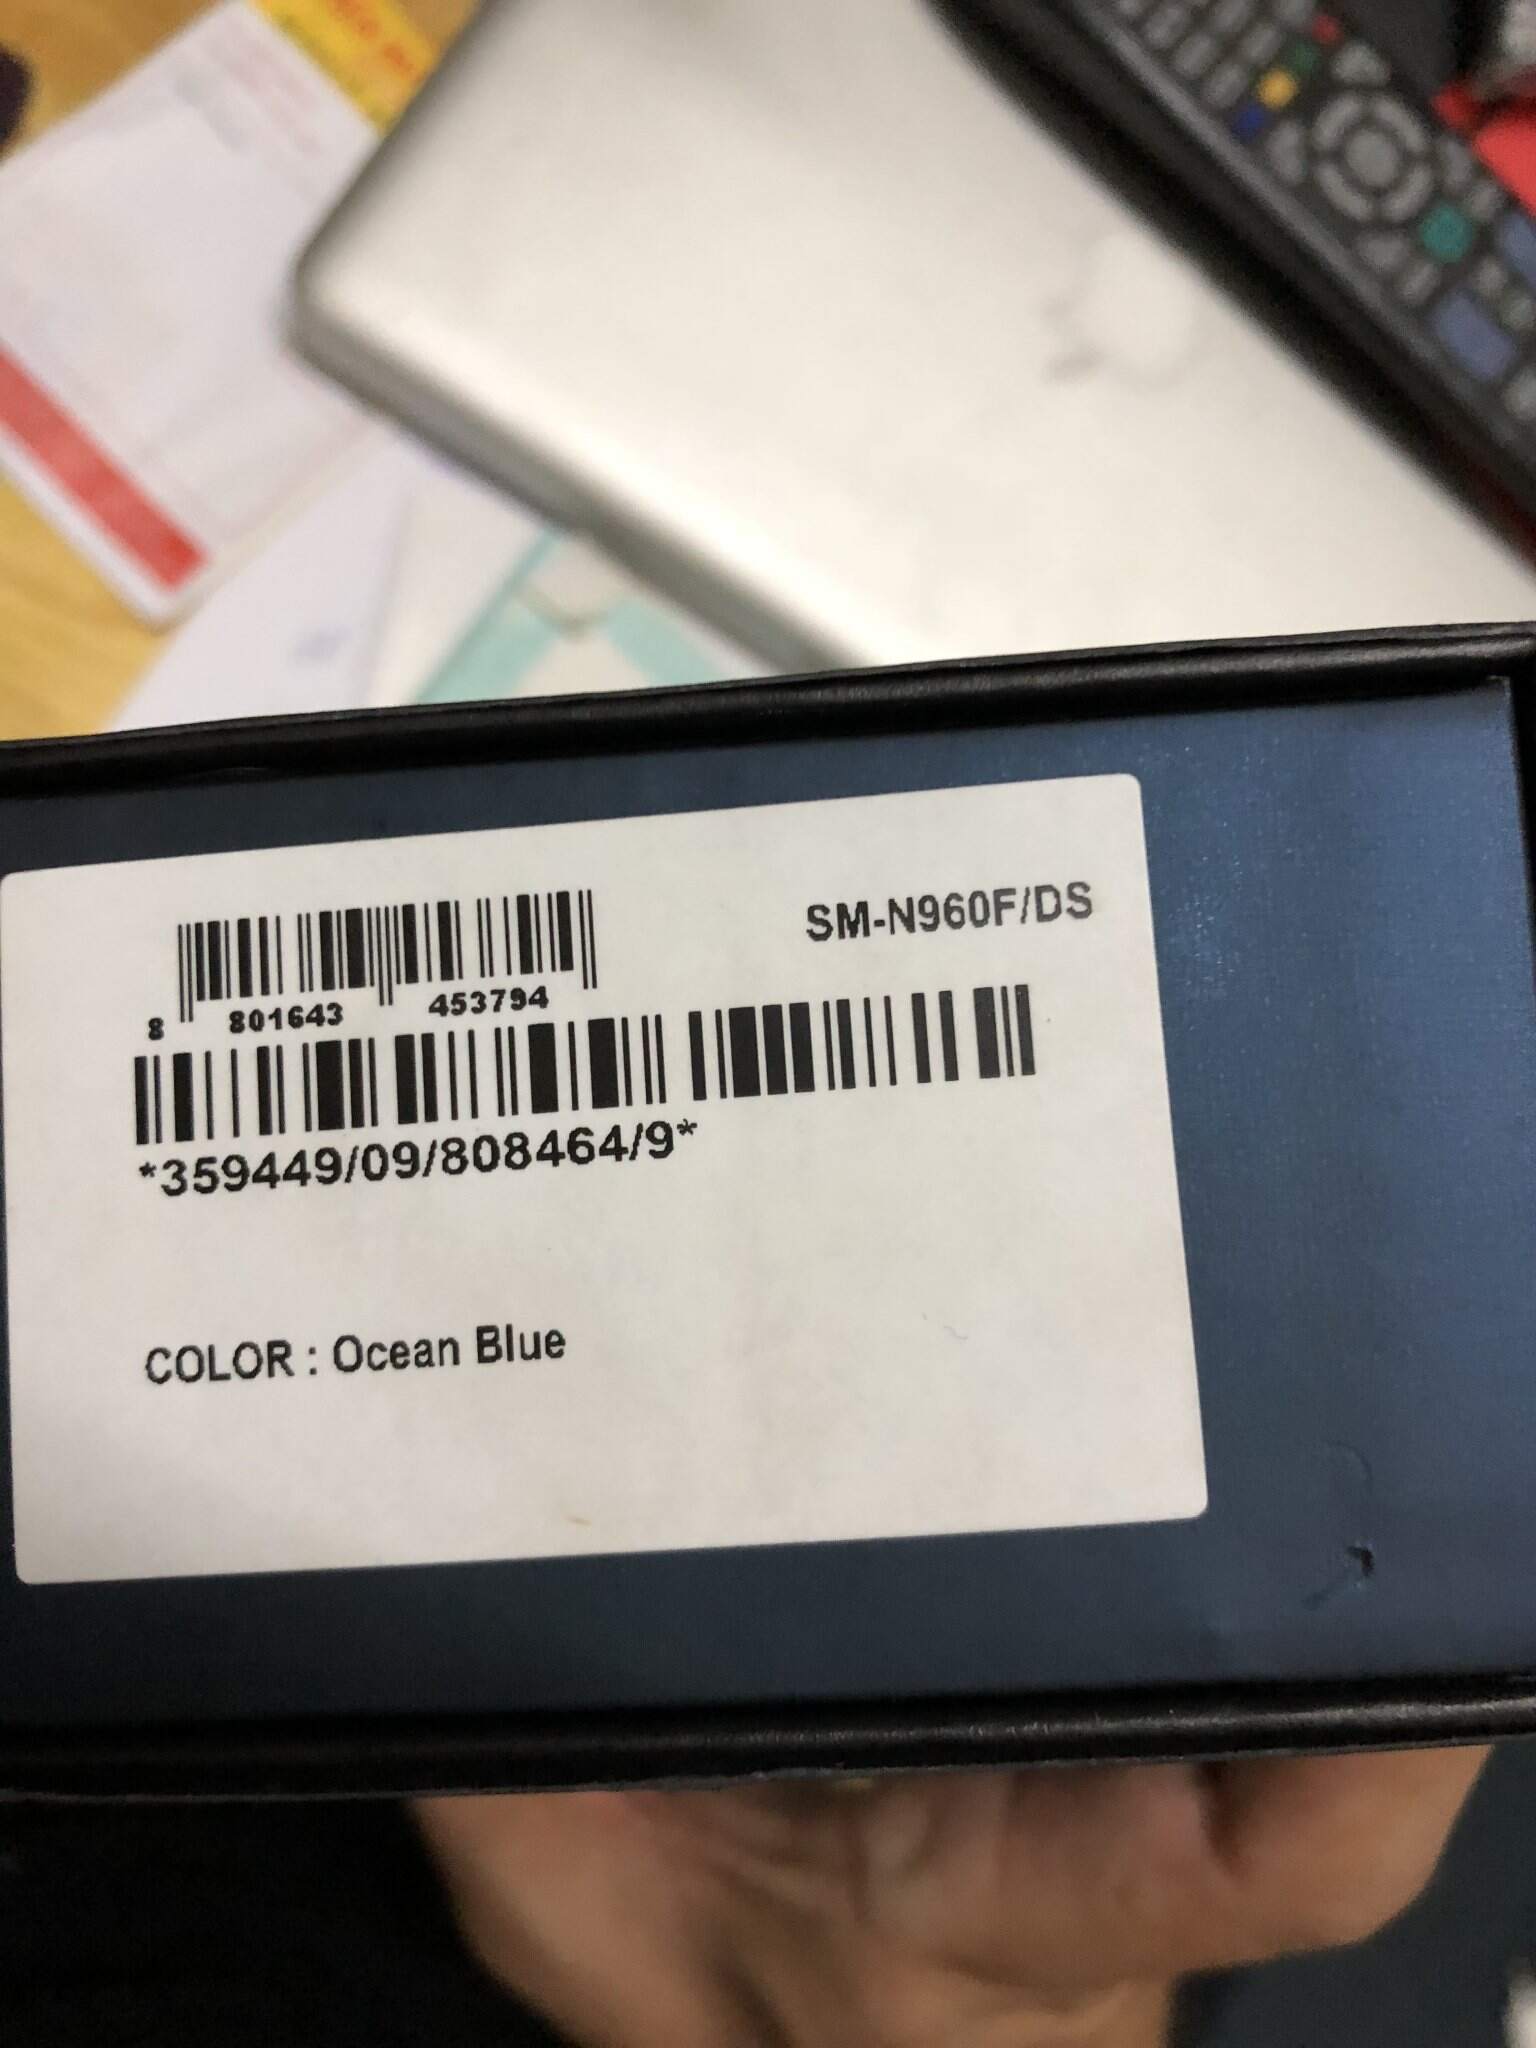 SM-N960F/DS
8 801643 453794
*359449/09/808464/9*
COLOR : Ocean Blue